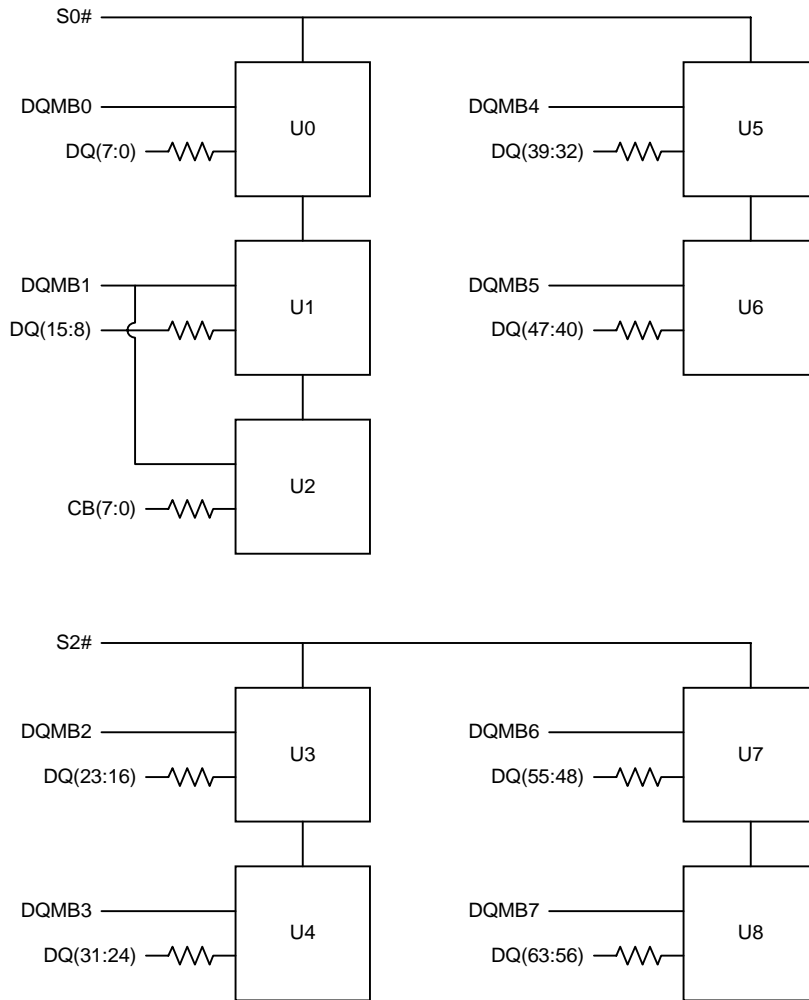 S0#
DQMB0
DQ(7:0)
U0
DQMB4
DQ(39:32)
U5
DQMB1
DQ(15:8)
U1
DQMB5
DQ(47:40)
U6
U2
CB(7:0)
S2#
DQMB2
DQ(23:16)
U3
DQMB6
DQ(55:48)
U7
DQMB3
DQ(31:24)
U4
DQMB7
DQ(63:56)
U8